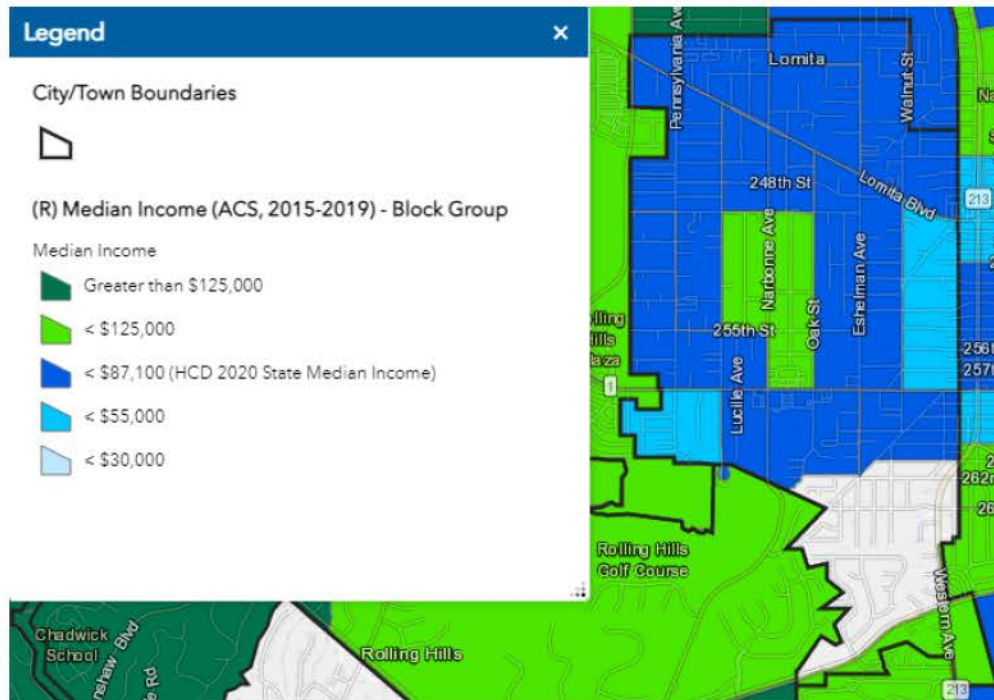 Legend
×
City/Town Boundaries
(R) Median Income (ACS, 2015-2019) - Block Group
Median Income
Greater than $125,000
< $125,000
< $87,100 (HCD 2020 State Median Income)
< $55,000
< $30,000
Pennsylvania Ave
Lomita
Walnut St
248th St
Lomita Blvd
213
Narbonne Ave
Oak St
Eshelman Ave
255th St
Lucille Ave
1
Rolling Hills
Golf Course
Western Ave
Chadwick
School
Rolling Hills
213